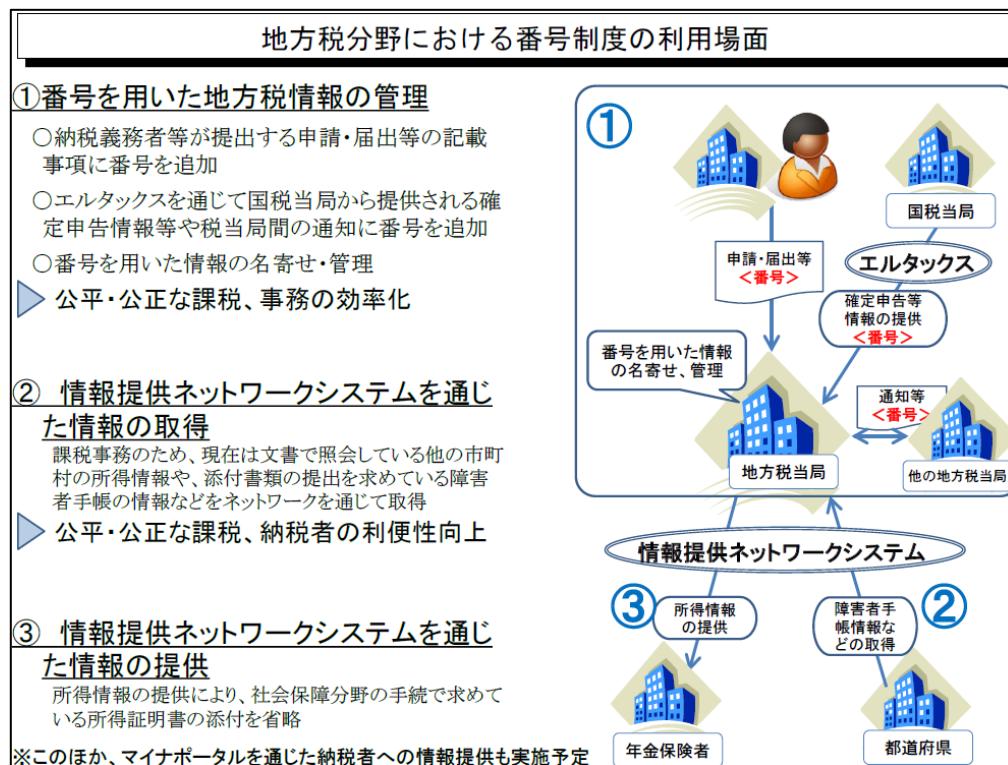 地方税分野における番号制度の利用場面
①番号を用いた地方税情報の管理
○納税義務者等が提出する申請・届出等の記載
事項に番号を追加
○エルタックスを通じて国税当局から提供される確
定申告情報等や税当局間の通知に番号を追加
○番号を用いた情報の名寄せ・管理
公平・公正な課税、事務の効率化
② 情報提供ネットワークシステムを通じ
た情報の取得
課税事務のため、現在は文書で照会している他の市町
村の所得情報や、添付書類の提出を求めている障害
者手帳の情報などをネットワークを通じて取得
公平・公正な課税、納税者の利便性向上
③ 情報提供ネットワークシステムを通じ
た情報の提供
所得情報の提供により、社会保障分野の手続で求めて
いる所得証明書の添付を省略
※このほか、マイナポータルを通じた納税者への情報提供も実施予定
①
国税当局
申請・届出等
<番号>
エルタックス
確定申告等
情報の提供
<番号>
番号を用いた情報
の名寄せ、管理
通知等
<番号>
地方税当局
他の地方税当局
情報提供ネットワークシステム
③
所得情報
の提供
障害者手
帳情報な
どの取得
②
年金保険者
都道府県